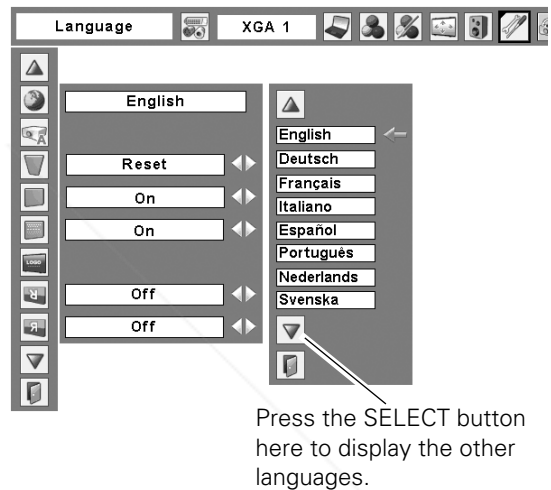 Language
XGA 1
English
Reset
On
On
Off
Off
LOGO
English
Deutsch
Français
Italiano
Español
Português
Nederlands
Svenska
Press the SELECT button
here to display the other
languages.